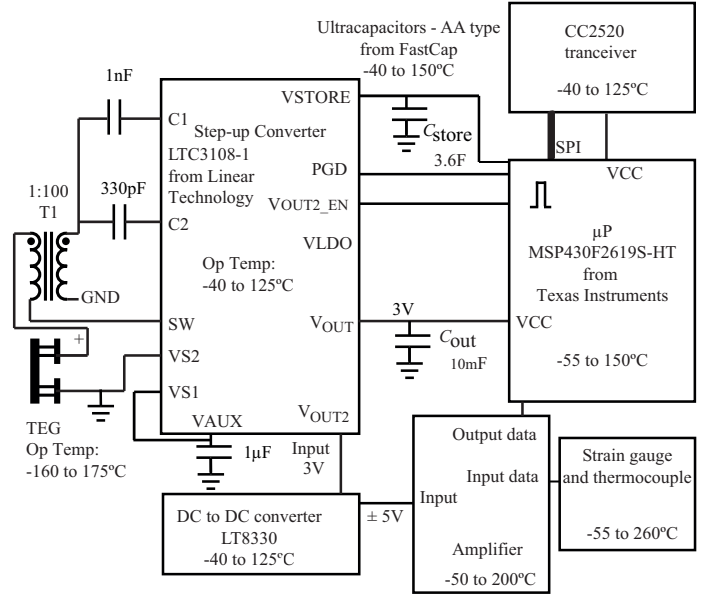 Ultracapacitors - AA type
from FastCap
-40 to 150ºC
CC2520
tranceiver
-40 to 125ºC
1nF
C1
VSTORE
Step-up Converter
LTC3108-1
from Linear
Technology
Cstore
3.6F
SPI
VCC
PGD
1:100
T1
330pF
C2
VOUT2_EN
VLDO
µP
MSP430F2619S-HT
from
Texas Instruments
Op Temp:
-40 to 125ºC
GND
SW
VOUT
3V
VCC
Cout
10mF
-55 to 150ºC
+
VS2
VS1
TEG
Op Temp:
-160 to 175ºC
VAUX
VOUT2
1µF
Input
3V
Output data
Input data
Input
Strain gauge
and thermocouple
-55 to 260ºC
DC to DC converter
LT8330
-40 to 125ºC
± 5V
Amplifier
-50 to 200ºC